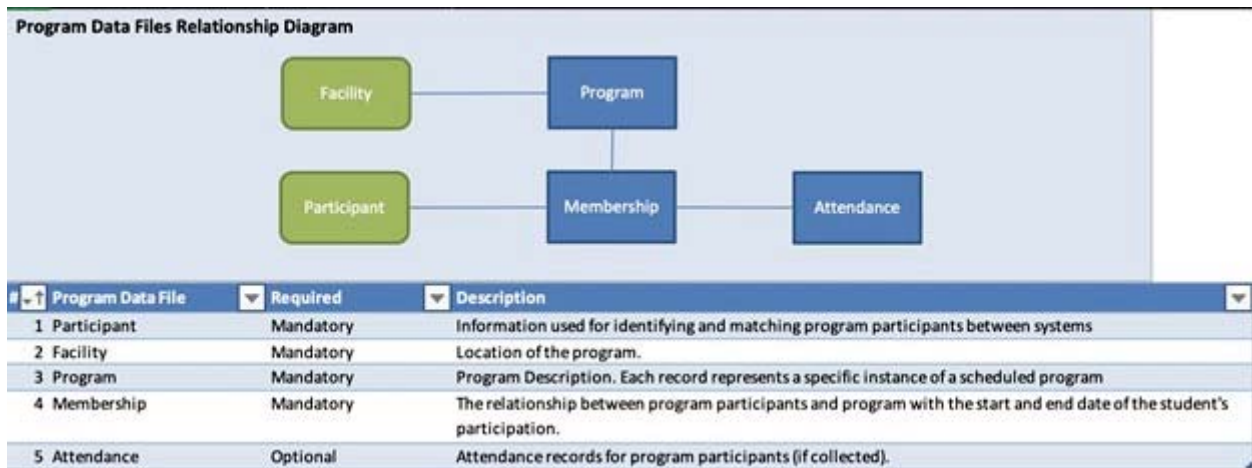 Program Data Files Relationship Diagram
Facility
Program
Participant
Membership
Attendance
# Program Data File Required Description
1 Participant Mandatory Information used for identifying and matching program participants between systems
2 Facility Mandatory Location of the program.
3 Program Mandatory Program Description. Each record represents a specific instance of a scheduled program
4 Membership Mandatory The relationship between program participants and program with the start and end date of the student's
participation.
5 Attendance Optional Attendance records for program participants (if collected).